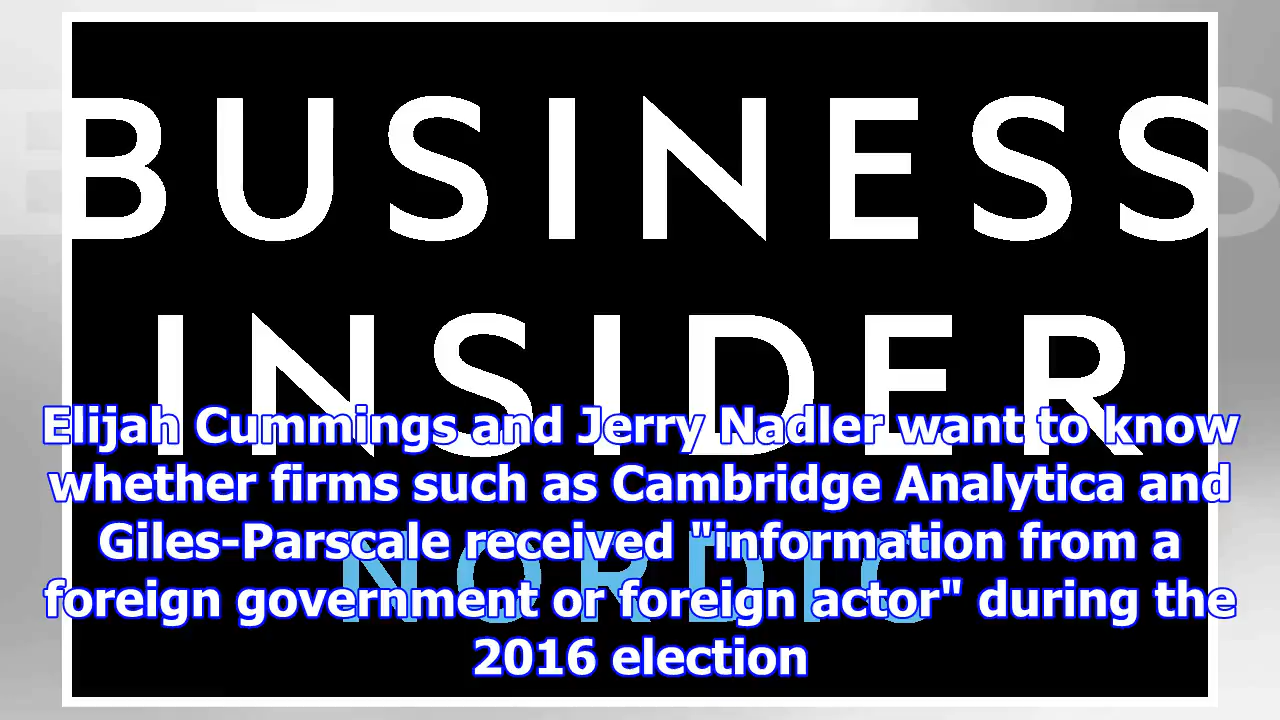 BUSINESS
INSIDER
NORDIC
Elijah Cummings and Jerry Nadler want to know
whether firms such as Cambridge Analytica and
Giles-Parscale received "information from a
foreign government or foreign actor" during the
2016 election